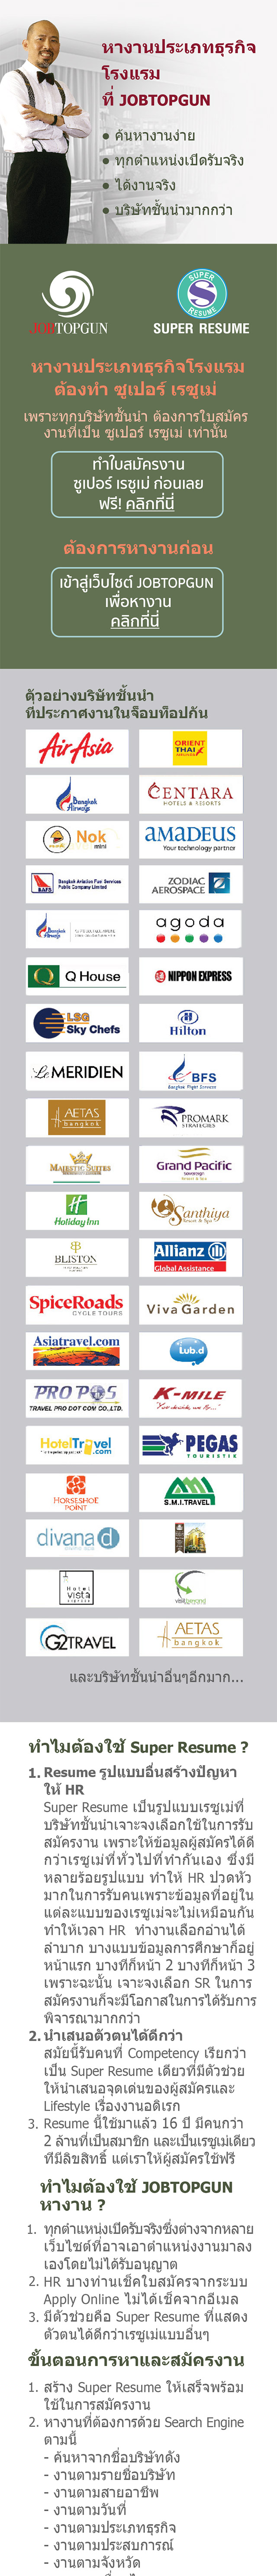 หางานประเภทธุรกิจ
โรงแรม
ที่ JOBTOPGUN
● ค้นหางานง่าย
● ทุกตำแหน่งเปิดรับจริง
● ได้งานจริง
● บริษัทชั้นนำมากกว่า
JOBTOPGUN
SUPER
S
RESUME
SUPER RESUME
หางานประเภทธุรกิจโรงแรม
ต้องทำ ซูเปอร์ เรซูเม่
เพราะทุกบริษัทชั้นนำ ต้องการใบสมัคร
งานที่เป็น ซูเปอร์ เรซูเม่ เท่านั้น
ทำใบสมัครงาน
ซูเปอร์ เรซูเม่ ก่อนเลย
ฟรี! คลิกที่นี่
ต้องการหางานก่อน
เข้าสู่เว็บไซต์ JOBTOPGUN
เพื่อหางาน
คลิกที่นี่
ตัวอย่างบริษัทชั้นนำ
ที่ประกาศงานในจ็อบท็อปกัน
AirAsia
ORIENT
THAI
Bangkok
Airways
CENTARA
HOTELS & RESORTS
Nok
mini
AMADEUS
Your technology partner
BAFS
Bangkok Aviation Fuel Services
Public Company Limited
ZODIAC
AEROSPACE
Bangkok
Airways
agoda
Q
Q House
NIPPON EXPRESS
LSG
Sky Chefs
Hilton
Le MERIDIEN
BFS
Bangkok Flight Services
AETAS
bangkok
PROMARK
STRATEGIES
MAJESTIC SUITES
Grand Pacific
Holiday Inn
Santhiya
Resort & Spa
BLISTON
Allianz
Global Assistance
SpiceRoads
CYCLE TOURS
Viva Garden
Asiatravel.com
Lub.d
PRO POS
TRAVEL PRO DOT COM CO.,LTD.
K-MILE
HotelTravel
.com
PEGAS
TOURISTIK
HORSESHOE
POINT
S.M.I.TRAVEL
divana
Hotel
vista
express
G2TRAVEL
AETAS
bangkok
และบริษัทชั้นนำอื่นๆอีกมาก...
ทำไมต้องใช้ Super Resume ?
1. Resume รูปแบบอื่นสร้างปัญหา
ให้ HR
Super Resume เป็นรูปแบบเรซูเม่ที่
บริษัทชั้นนำเจาะจงเลือกใช้ในการรับ
สมัครงาน เพราะให้ข้อมูลผู้สมัครได้ดี
กว่าเรซูเม่ที่ทั่วไปที่ทำกันเอง ซึ่งมี
หลายร้อยรูปแบบ ทำให้ HR ปวดหัว
มากในการรับคนเพราะข้อมูลที่อยู่ใน
แต่ละแบบของเรซูเม่จะไม่เหมือนกัน
ทำให้เวลา HR ทำงานเลือกอ่านได้
ลำบาก บางแบบข้อมูลการศึกษาก็อยู่
หน้าแรก บางทีก็หน้า 2 บางทีก็หน้า 3
เพราะฉะนั้น เจาะจงเลือก SR ในการ
สมัครงานก็จะมีโอกาสในการได้รับการ
พิจารณามากกว่า
2. นำเสนอตัวตนได้ดีกว่า
สมัยนี้รับคนที่ Competency เรียกว่า
เป็น Super Resume เดียวที่มีตัวช่วย
ให้นำเสนอจุดเด่นของผู้สมัครและ
Lifestyle เรื่องงานอดิเรก
3. Resume นี้ใช้มาแล้ว 16 ปี มีคนกว่า
2 ล้านที่เป็นสมาชิก และเป็นเรซูเม่เดียว
ที่มีลิขสิทธิ์ แต่เราให้ผู้สมัครใช้ฟรี
ทำไมต้องใช้ JOBTOPGUN
หางาน ?
1. ทุกตำแหน่งเปิดรับจริงซึ่งต่างจากหลาย
เว็บไซต์ที่อาจเอาตำแหน่งงานมาลง
เองโดยไม่ได้รับอนุญาต
2. HR บางท่านเช็คใบสมัครจากระบบ
Apply Online ไม่ได้เช็คจากอีเมล
3. มีตัวช่วยคือ Super Resume ที่แสดง
ตัวตนได้ดีกว่าเรซูเม่แบบอื่นๆ
ขั้นตอนการหาและสมัครงาน
1. สร้าง Super Resume ให้เสร็จพร้อม
ใช้ในการสมัครงาน
2. หางานที่ต้องการด้วย Search Engine
ตามนี้
- ค้นหาจากชื่อบริษัทดัง
- งานตามรายชื่อบริษัท
- งานตามสายอาชีพ
- งานตามวันที่
- งานตามประเภทธุรกิจ
- งานตามประสบการณ์
- งานตามจังหวัด